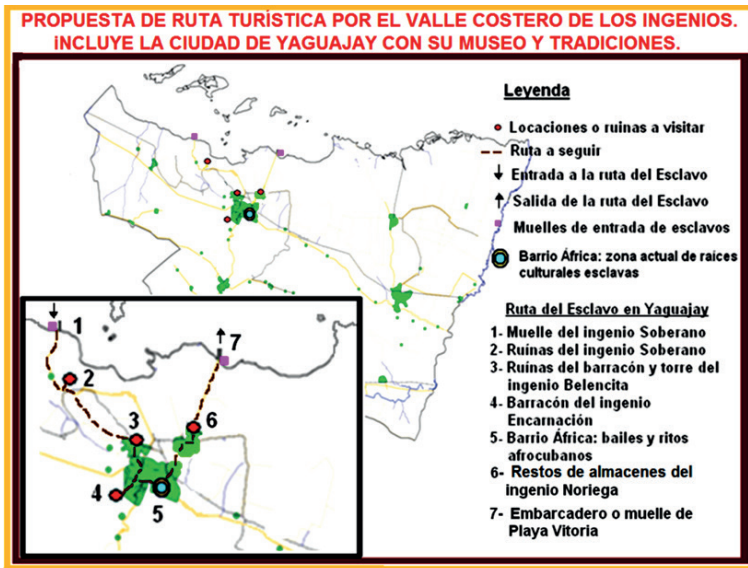 PROPUESTA DE RUTA TURÍSTICA POR EL VALLE COSTERO DE LOS INGENIOS.
iNCLUYE LA CIUDAD DE YAGUAJAY CON SU MUSEO Y TRADICIONES.
Leyenda
Locaciones o ruinas a visitar
Ruta a seguir
Entrada a la ruta del Esclavo
Salida de la ruta del Esclavo
Muelles de entrada de esclavos
Barrio África: zona actual de raíces
culturales esclavas
Ruta del Esclavo en Yaguajay
1- Muelle del ingenio Soberano
2- Ruínas del ingenio Soberano
3- Ruínas del barracón y torre del
ingenio Belencita
4- Barracón del ingenio
Encarnación
5- Barrio África: bailes y ritos
afrocubanos
6- Restos de almacenes del
ingenio Noriega
7- Embarcadero o muelle de
Playa Vitoria
1
7
2
3
6
4
5